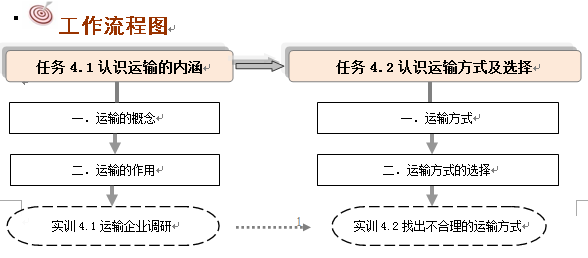 工作流程图
任务4.1认识运输的内涵
任务4.2认识运输方式及选择
一．运输的概念
一．运输方式
二．运输的作用
二．运输方式的选择
实训4.1运输企业调研
1
实训4.2找出不合理的运输方式